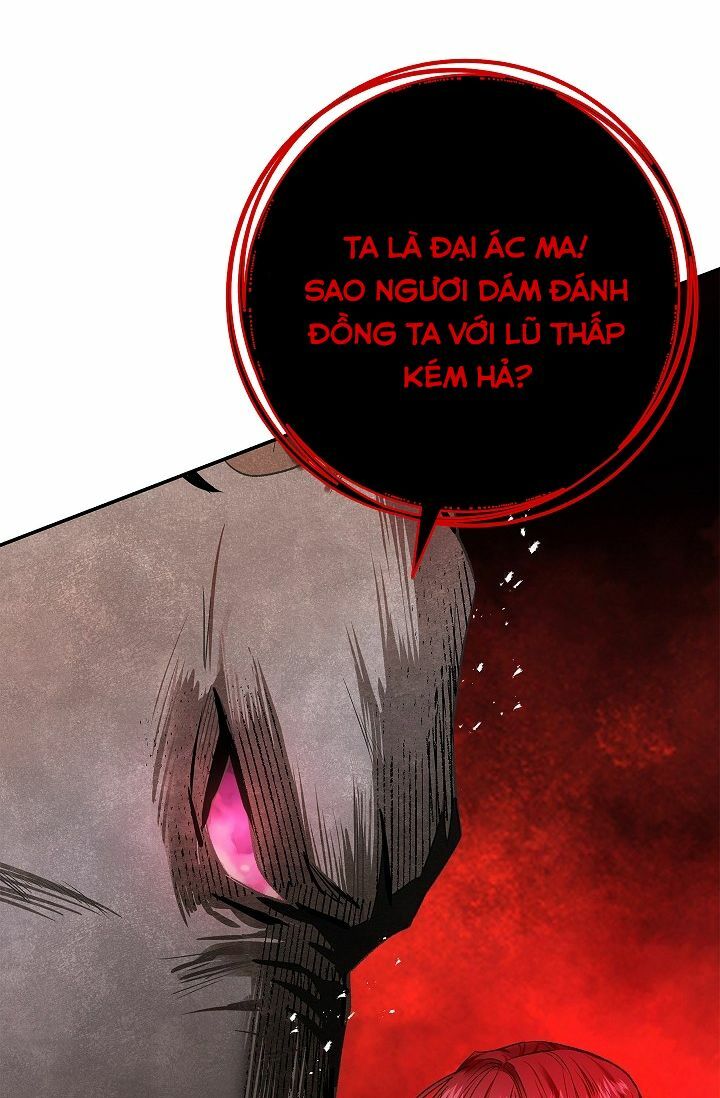 TA LÀ ĐẠI ÁC MA!
SAO NGƯƠI DÁM ĐÁNH
ĐỒNG TA VỚI LŨ THẤP
KÉM HẢ?